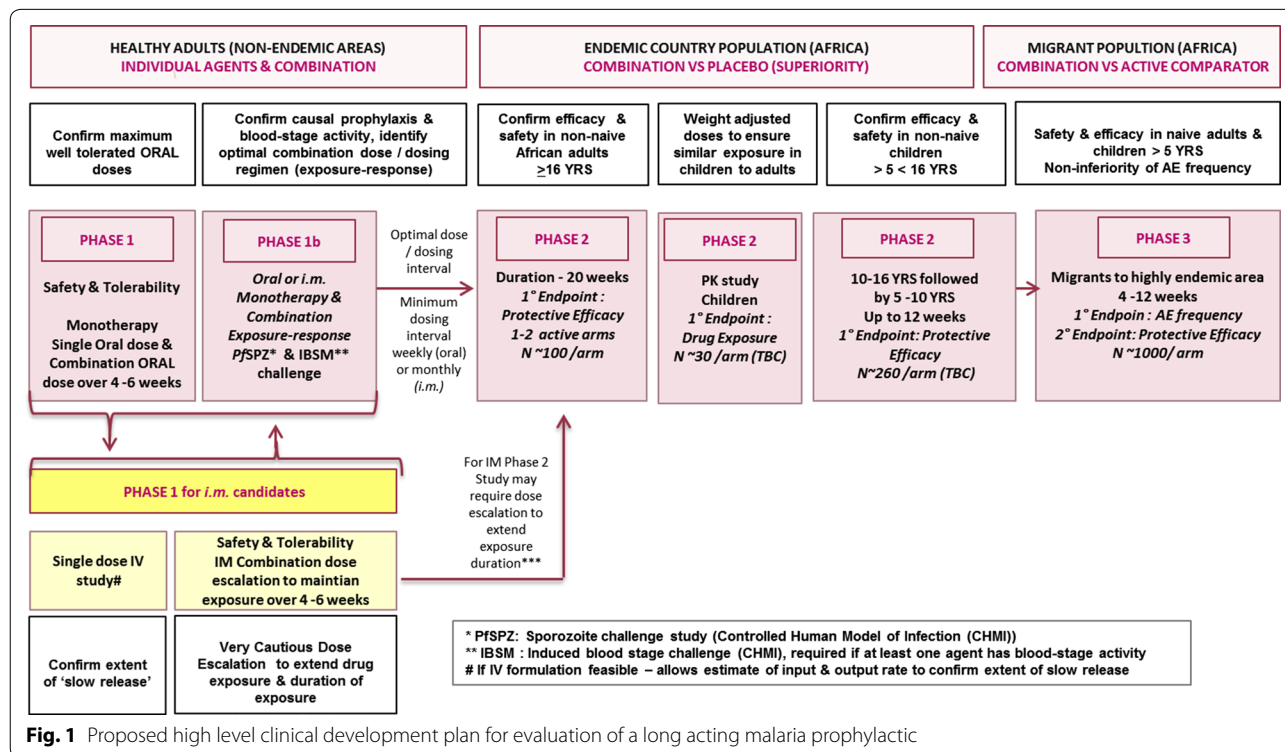 HEALTHY ADULTS (NON-ENDEMIC AREAS)
INDIVIDUAL AGENTS & COMBINATION
ENDEMIC COUNTRY POPULATION (AFRICA)
COMBINATION VS PLACEBO (SUPERIORITY)
MIGRANT POPULTION (AFRICA)
COMBINATION VS ACTIVE COMPARATOR
Confirm maximum
well tolerated ORAL
doses
Confirm causal prophylaxis &
blood-stage activity, identify
optimal combination dose / dosing
regimen (exposure-response)
Confirm efficacy &
safety in non-naive
African adults
≥16 YRS
Weight adjusted
doses to ensure
similar exposure in
children to adults
Confirm efficacy &
safety in non-naive
children
> 5 < 16 YRS
Safety & efficacy in naive adults &
children > 5 YRS
Non-inferiority of AE frequency
PHASE 1
Safety & Tolerability
Monotherapy
Single Oral dose &
Combination ORAL
dose over 4 -6 weeks
PHASE 1b
Oral or i.m.
Monotherapy &
Combination
Exposure-response
PfSPZ* & IBSM**
challenge
Optimal dose
/ dosing
interval
Minimum
dosing
interval
weekly (oral)
or monthly
(i.m.)
PHASE 2
Duration - 20 weeks
1° Endpoint :
Protective Efficacy
1-2 active arms
N ~100 /arm
PHASE 2
PK study
Children
1° Endpoint :
Drug Exposure
N ~30 /arm (TBC)
PHASE 2
10-16 YRS followed
by 5 -10 YRS
Up to 12 weeks
1° Endpoint: Protective
Efficacy
N~260 /arm (TBC)
PHASE 3
Migrants to highly endemic area
4 -12 weeks
1° Endpoin : AE frequency
2° Endpoint: Protective Efficacy
N ~1000/ arm
PHASE 1 for i.m. candidates
Single dose IV
study#
Safety & Tolerability
IM Combination dose
escalation to maintian
exposure over 4 -6 weeks
For IM Phase 2
Study may
require dose
escalation to
extend
exposure
duration***
Confirm extent
of 'slow release'
Very Cautious Dose
Escalation to extend drug
exposure & duration of
exposure
* PfSPZ: Sporozoite challenge study (Controlled Human Model of Infection (CHMI))
** IBSM : Induced blood stage challenge (CHMI), required if at least one agent has blood-stage activity
# If IV formulation feasible – allows estimate of input & output rate to confirm extent of slow release
Fig. 1 Proposed high level clinical development plan for evaluation of a long acting malaria prophylactic